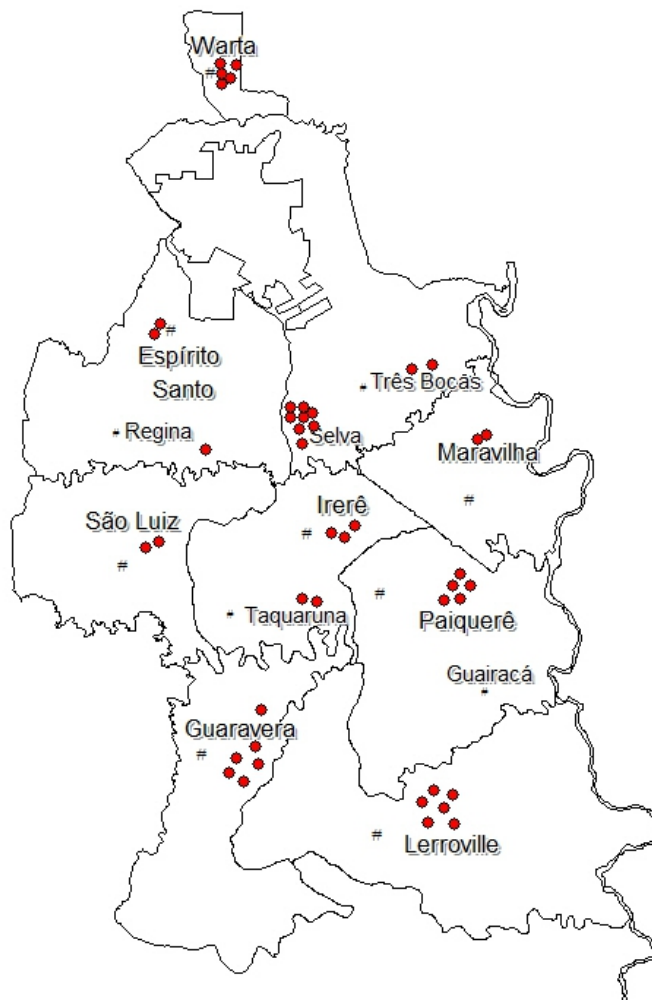 Warta
#
#
Espírito
Santo
Três Bocas
#
Regina
#
Selva
Maravilha
#
São Luiz
#
Irerê
#
Taquaruna
#
#
Paiquerê
Guairacá
#
Guaravera
#
#
Lerroville